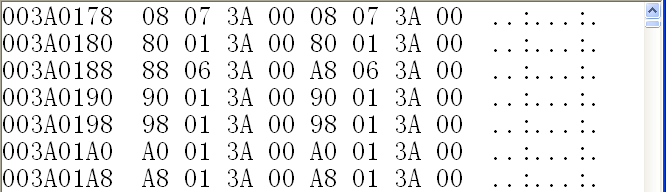 003A0178 08 07 3A 00 08 07 3A 00 ..:...:.
003A0180 80 01 3A 00 80 01 3A 00 ..:...:.
003A0188 88 06 3A 00 A8 06 3A 00 ..:...:.
003A0190 90 01 3A 00 90 01 3A 00 ..:...:.
003A0198 98 01 3A 00 98 01 3A 00 ..:...:.
003A01A0 A0 01 3A 00 A0 01 3A 00 ..:...:.
003A01A8 A8 01 3A 00 A8 01 3A 00 ..:...:.